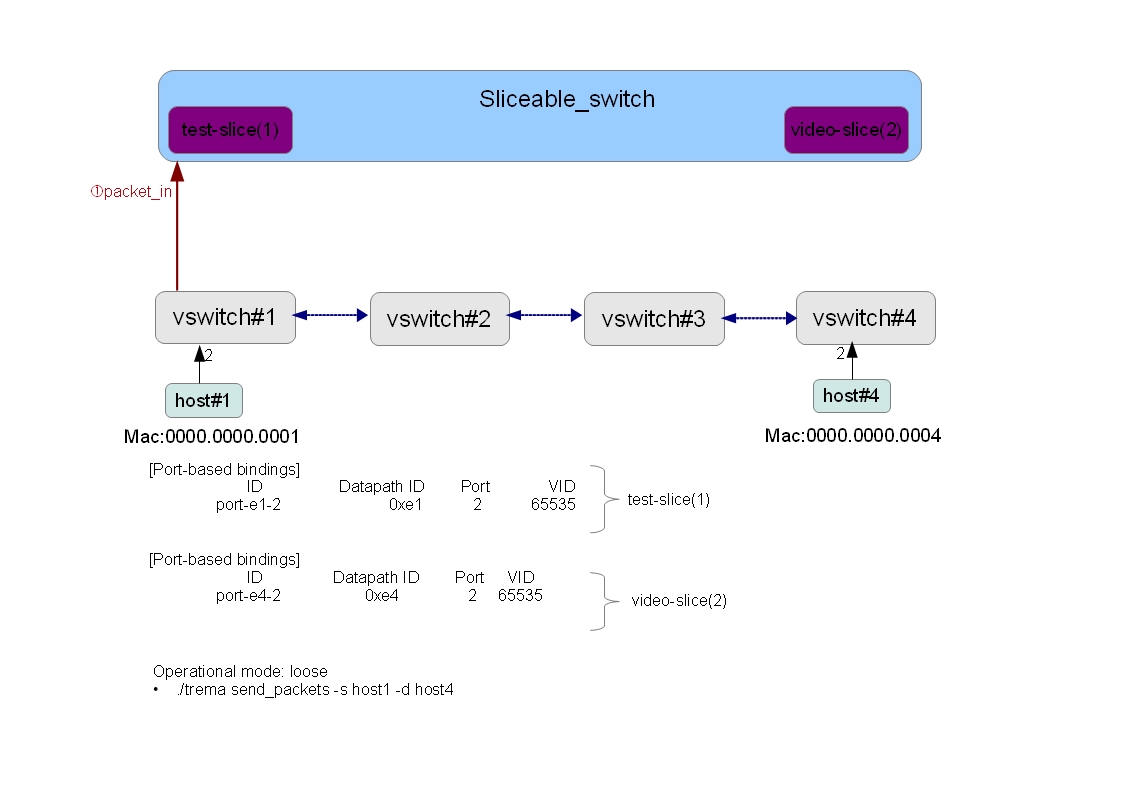 Sliceable_switch
test-slice(1)
video-slice(2)
①packet_in
vswitch#1
vswitch#2
vswitch#3
vswitch#4
2
2
host#1
host#4
Mac:0000.0000.0001
Mac:0000.0000.0004
[Port-based bindings]
ID Datapath ID Port VID
port-e1-2 0xe1 2 65535
test-slice(1)
[Port-based bindings]
ID Datapath ID Port VID
port-e4-2 0xe4 2 65535
video-slice(2)
Operational mode: loose
• ./trema send_packets -s host1 -d host4